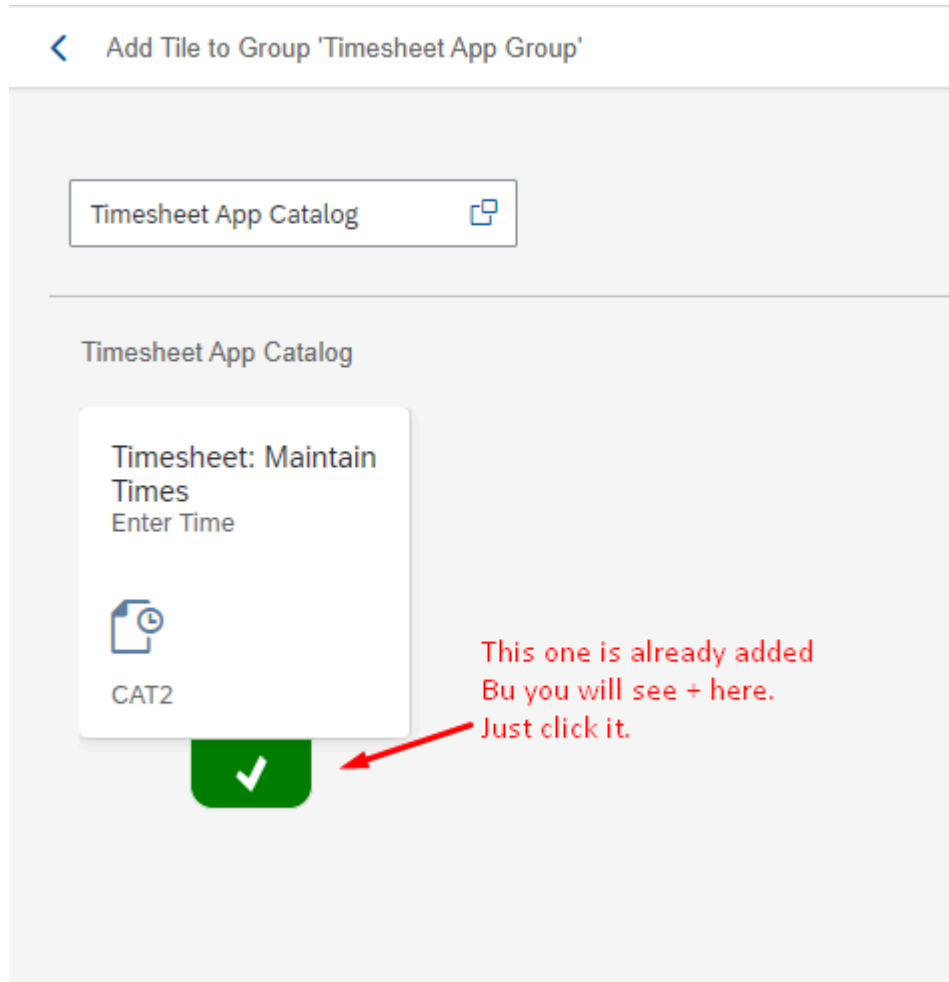 Add Tile to Group 'Timesheet App Group'
Timesheet App Catalog
Timesheet App Catalog
Timesheet: Maintain
Times
Enter Time
CAT2
This one is already added
Bu you will see + here.
Just click it.